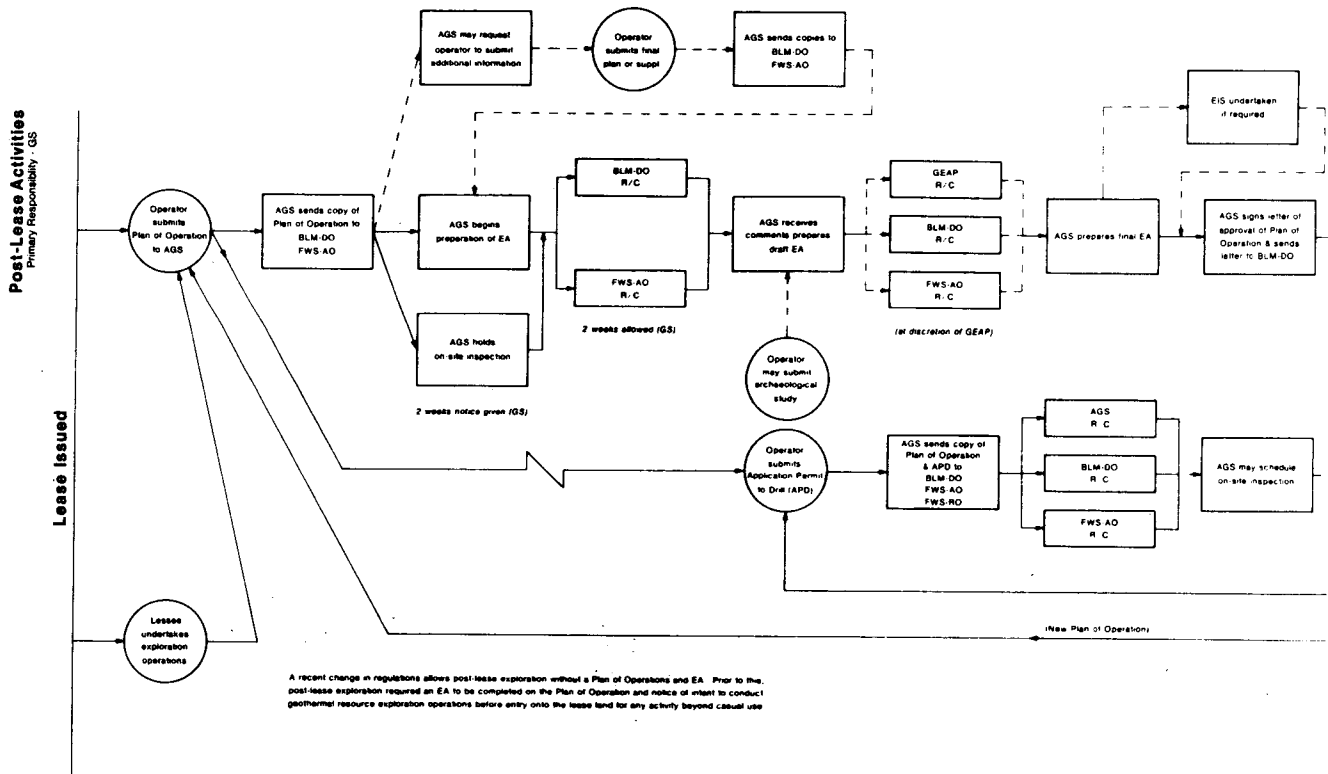 Post-Lease Activities
Primary Responsiblity - GS
Lease Issued
AGS may request
operator to submit
additional information
Operator
submits final
plan or suppl
AGS sends copies to
BLM-DO
FWS-AO
EIS undertaken
if required
Operator
submits
Plan of Operation
to AGS
AGS sends copy of
Plan of Operation to
BLM-DO
FWS-AO
AGS begins
preparation of EA
BLM-DO
R/C
FWS-AO
R/C
2 weeks allowed (GS)
AGS holds
on-site inspection
2 weeks notice given (GS)
AGS receives
comments prepares
draft EA
GEAP
R/C
BLM-DO
R/C
FWS-AO
R/C
(at discretion of GEAP)
AGS prepares final EA
AGS signs letter of
approval of Plan of
Operation & sends
letter to BLM-DO
Operator
may submit
archaeological
study
Operator
submits
Application Permit
to Drill (APD)
AGS sends copy of
Plan of Operation
& APD to
BLM-DO
FWS-AO
FWS-RO
AGS
R C
BLM-DO
R C
FWS-AO
R C
AGS may schedule
on-site inspection
Lessee
undertakes
exploration
operations
(New Plan of Operation)
A recent change in regulations allows post-lease exploration without a Plan of Operations and EA Prior to this,
post-lease exploration required an EA to be completed on the Plan of Operation and notice of intent to conduct
geothermal resource exploration operations before entry onto the lease land for any activity beyond casual use